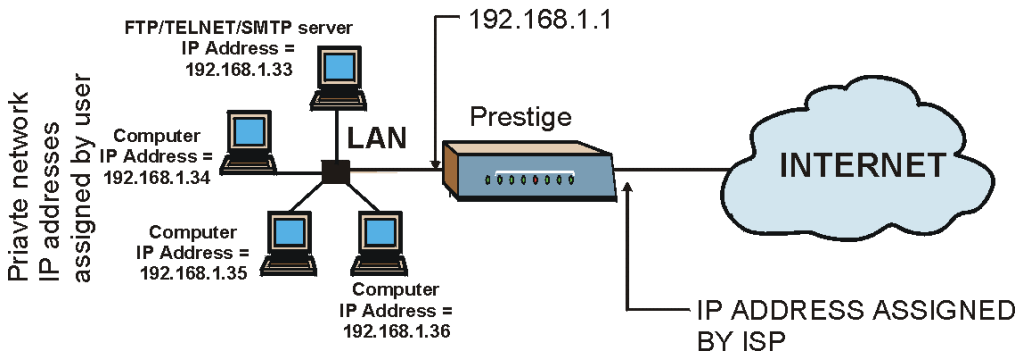 FTP/TELNET/SMTP server
IP Address =
192.168.1.33
192.168.1.1
Priavte network
IP addresses
assigned by user
Computer
IP Address =
192.168.1.34
LAN
Prestige
INTERNET
Computer
IP Address =
192.168.1.35
Computer
IP Address =
192.168.1.36
IP ADDRESS ASSIGNED
BY ISP